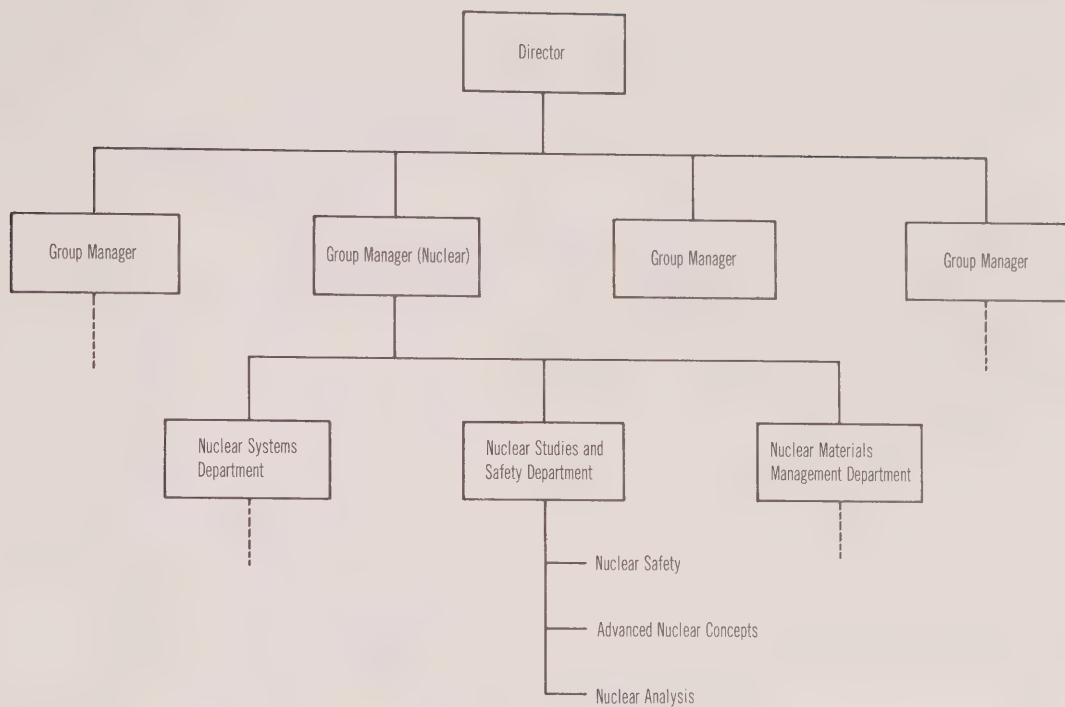 Director
Group Manager
Group Manager (Nuclear)
Group Manager
Group Manager
Nuclear Systems
Department
Nuclear Studies and
Safety Department
Nuclear Materials
Management Department
Nuclear Safety
Advanced Nuclear Concepts
Nuclear Analysis